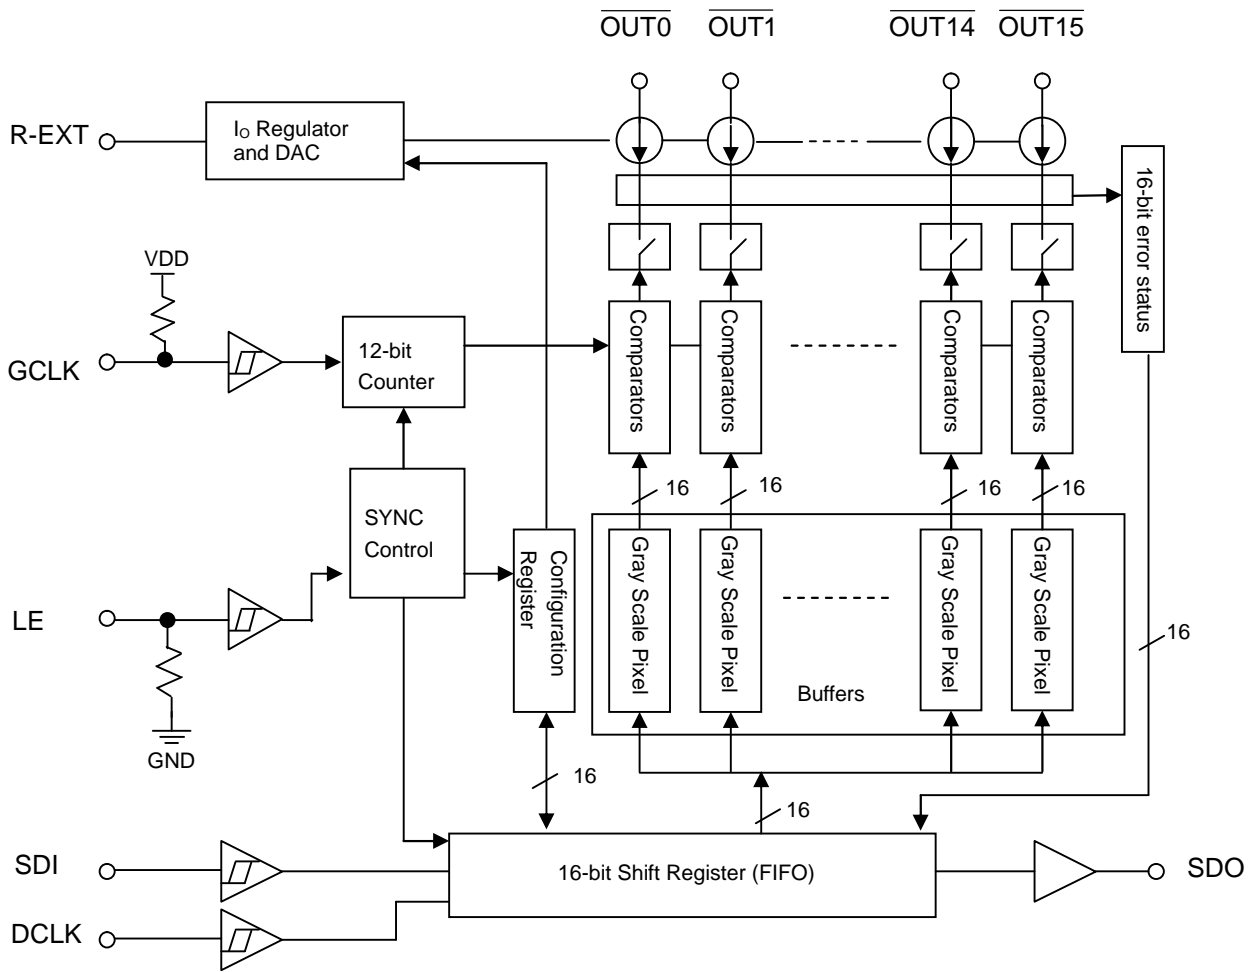 OUT0 OUT1 OUT14 OUT15
R-EXT
IO Regulator
and DAC
16-bit error status
VDD
GCLK
12-bit
Counter
Comparators
Comparators
Comparators
Comparators
16
16
16
16
SYNC
Control
LE
Configuration
Register
Gray Scale Pixel
Gray Scale Pixel
Gray Scale Pixel
Gray Scale Pixel
Buffers
16
GND
16
16
SDI
16-bit Shift Register (FIFO)
SDO
DCLK